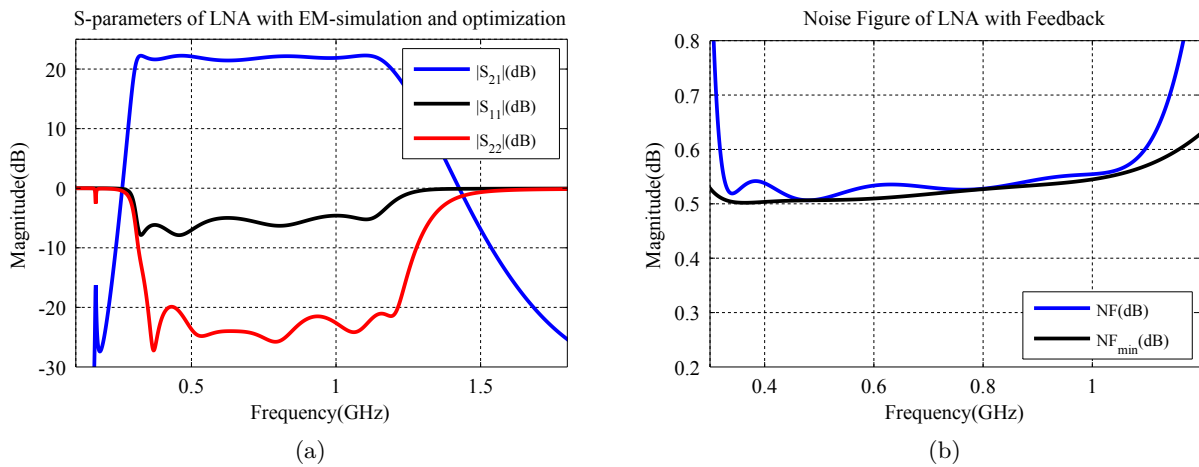 S-parameters of LNA with EM-simulation and optimization
20
10
0
-10
-20
-30
Magnitude(dB)
0.5
1
1.5
Frequency(GHz)
|S21|(dB)
|S11|(dB)
|S22|(dB)
(a)
Noise Figure of LNA with Feedback
0.8
0.7
0.6
0.5
0.4
0.3
0.2
Magnitude(dB)
0.4
0.6
0.8
1
Frequency(GHz)
NF(dB)
NFmin(dB)
(b)